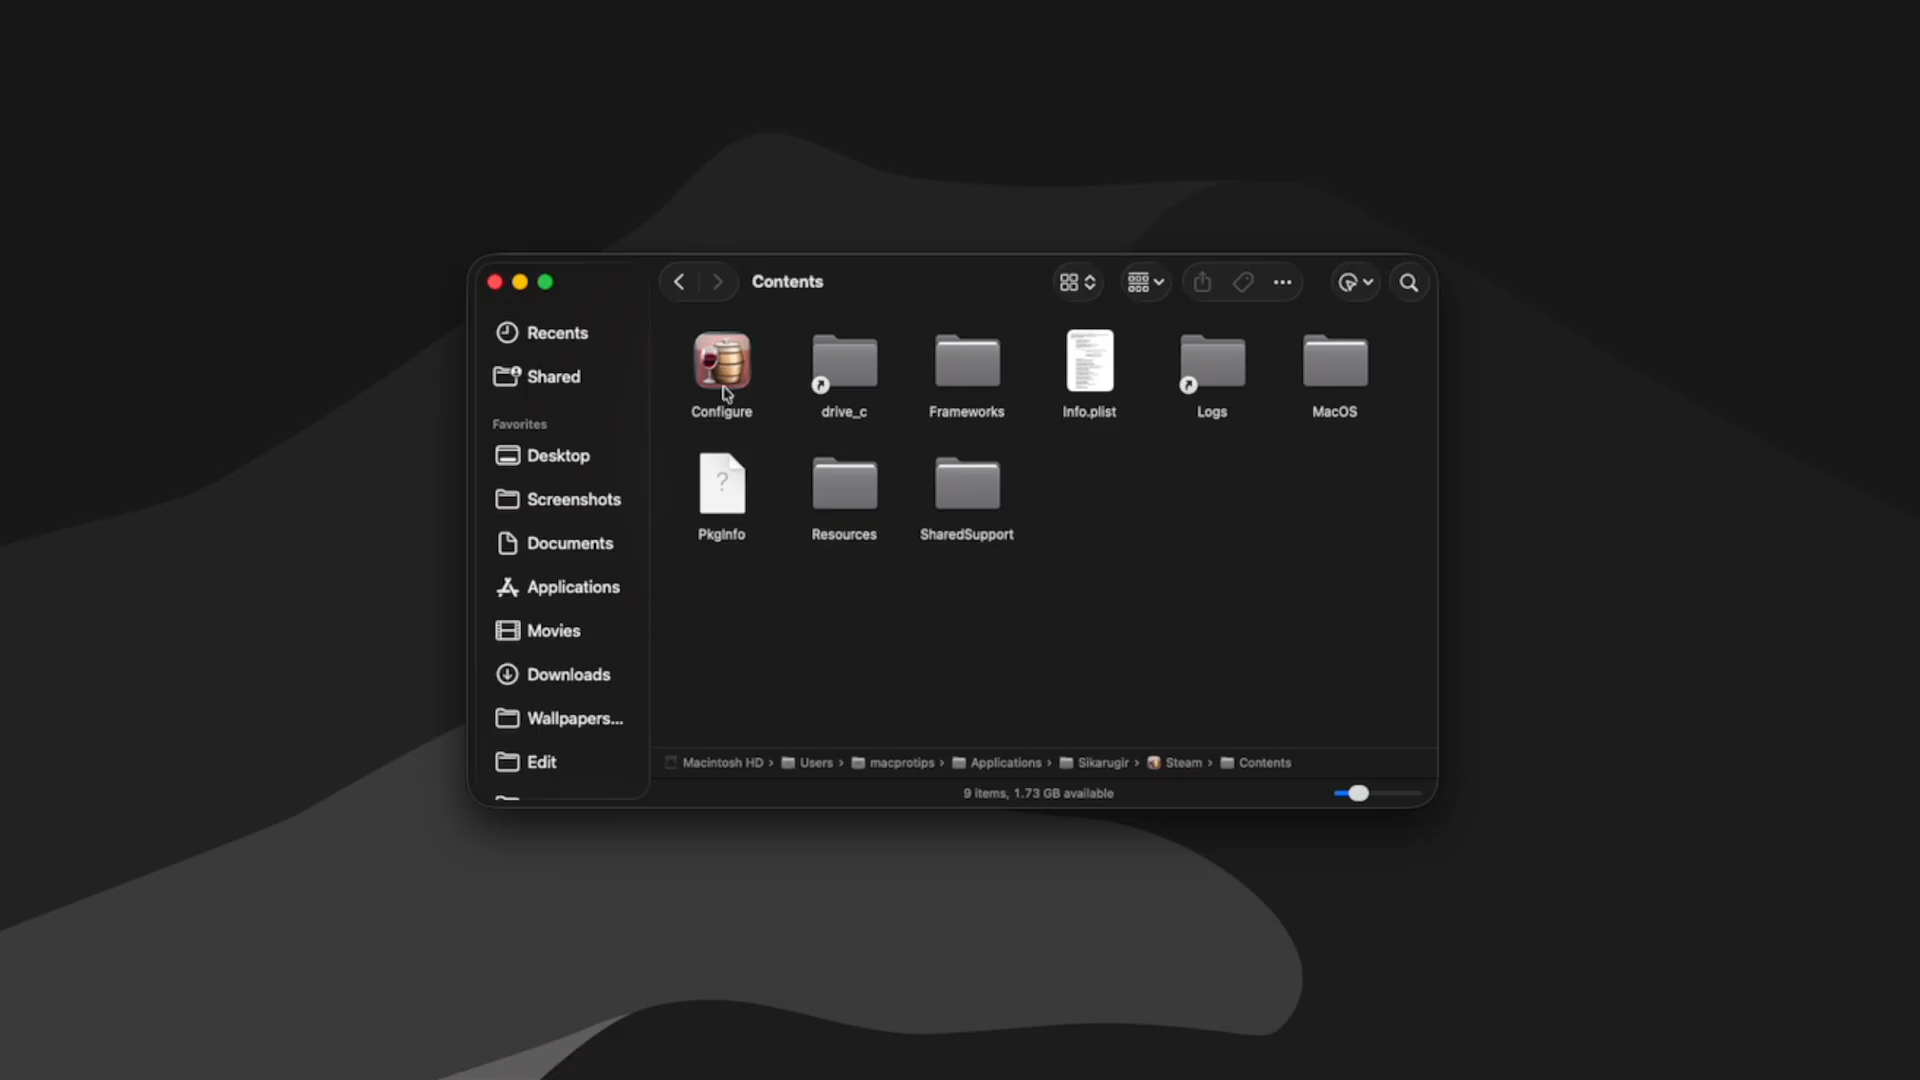 Contents
Recents
Shared
Favorites
Desktop
Screenshots
Documents
Applications
Movies
Downloads
Wallpapers...
Edit
Configure
drive_c
Frameworks
Info.plist
Logs
MacOS
?
PkgInfo
Resources
SharedSupport
Macintosh HD › Users › macprotips › Applications › Sikarugir › Steam › Contents
9 items, 1.73 GB available